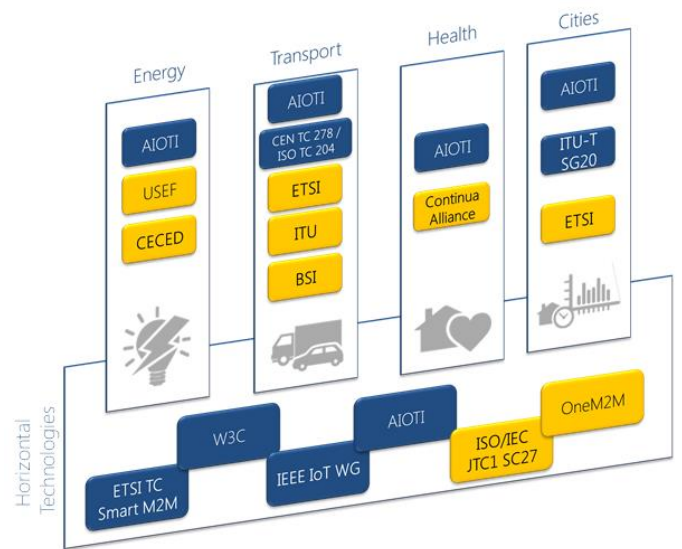 Energy
Transport
Health
Cities
AIOTI
USEF
CECED
AIOTI
CEN TC 278 /
ISO TC 204
ETSI
ITU
BSI
AIOTI
Continua
Alliance
AIOTI
ITU-T
SG20
ETSI
Horizontal
Technologies
ETSI TC
Smart M2M
W3C
IEEE IoT WG
AIOTI
ISO/IEC
JTC1 SC27
OneM2M